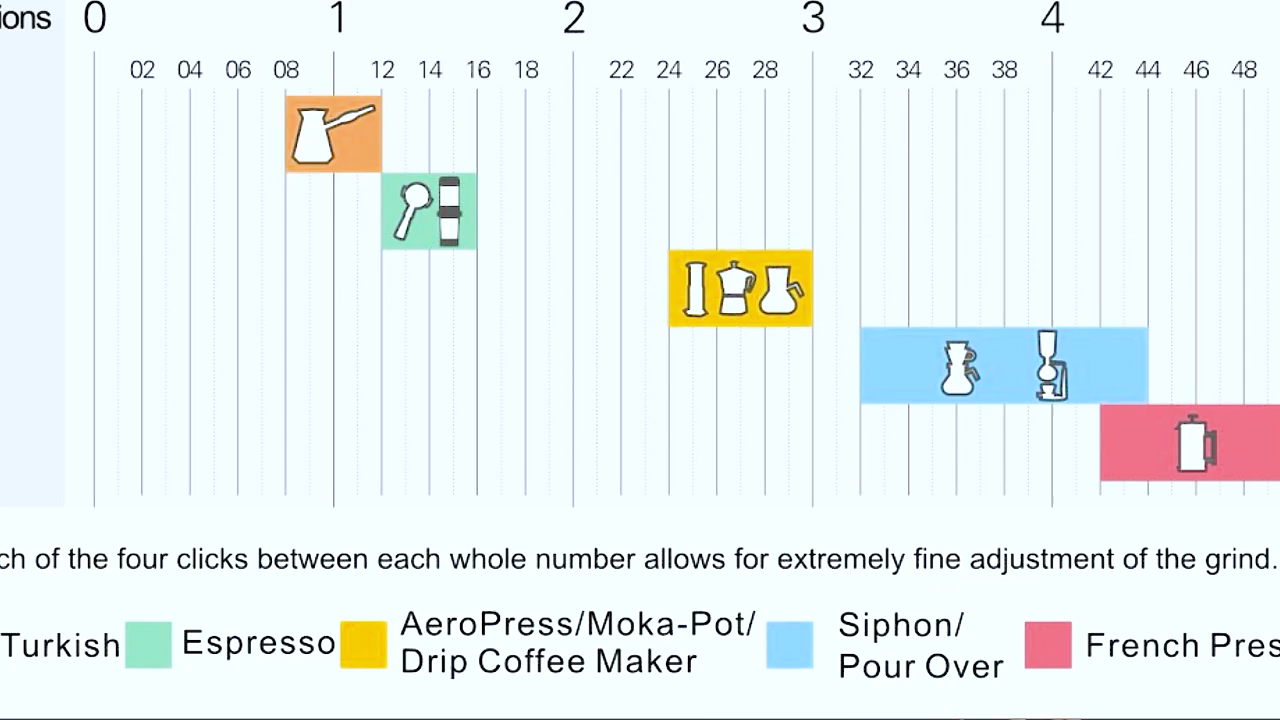 ions 0 1 2 3 4
02 04 06 08 12 14 16 18 22 24 26 28 32 34 36 38 42 44 46 48
ch of the four clicks between each whole number allows for extremely fine adjustment of the grind.
Turkish
Espresso
AeroPress/Moka-Pot/
Drip Coffee Maker
Siphon/
Pour Over
French Pres